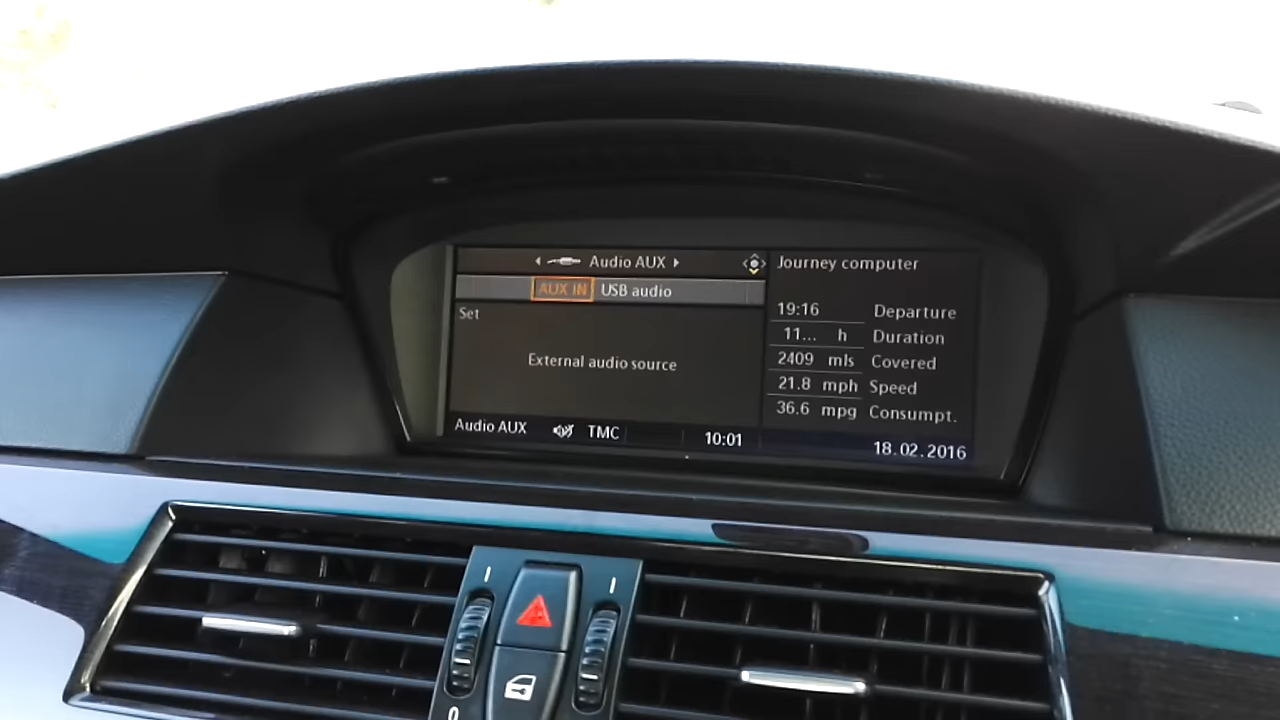 Audio AUX
AUX IN USB audio
Set
External audio source
Audio AUX TMC 10:01
Journey computer
19:16 Departure
11... h Duration
2409 mls Covered
21.8 mph Speed
36.6 mpg Consumpt.
18.02.2016
I I
0